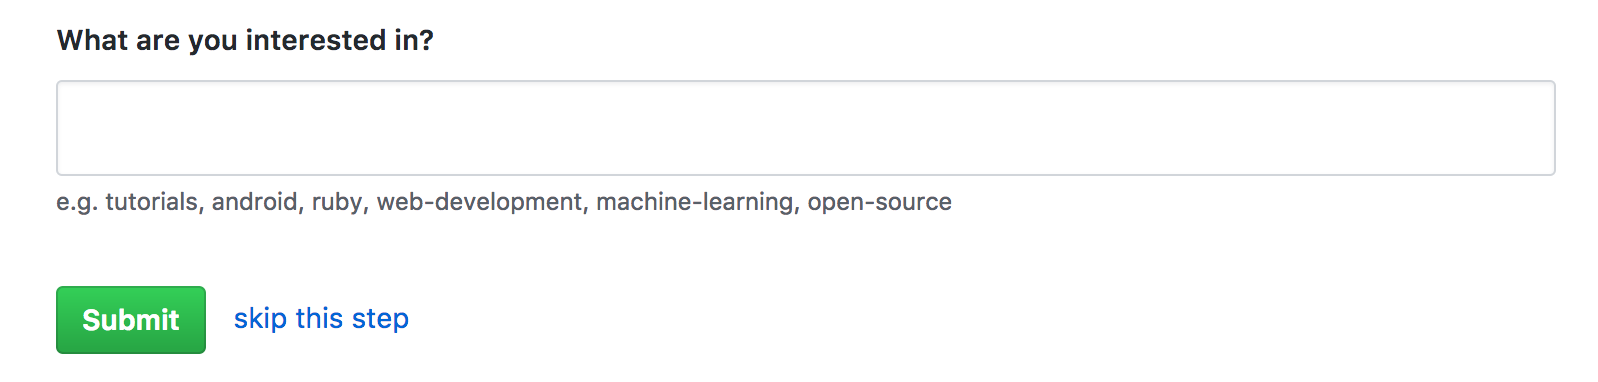 What are you interested in?
e.g. tutorials, android, ruby, web-development, machine-learning, open-source
Submit skip this step